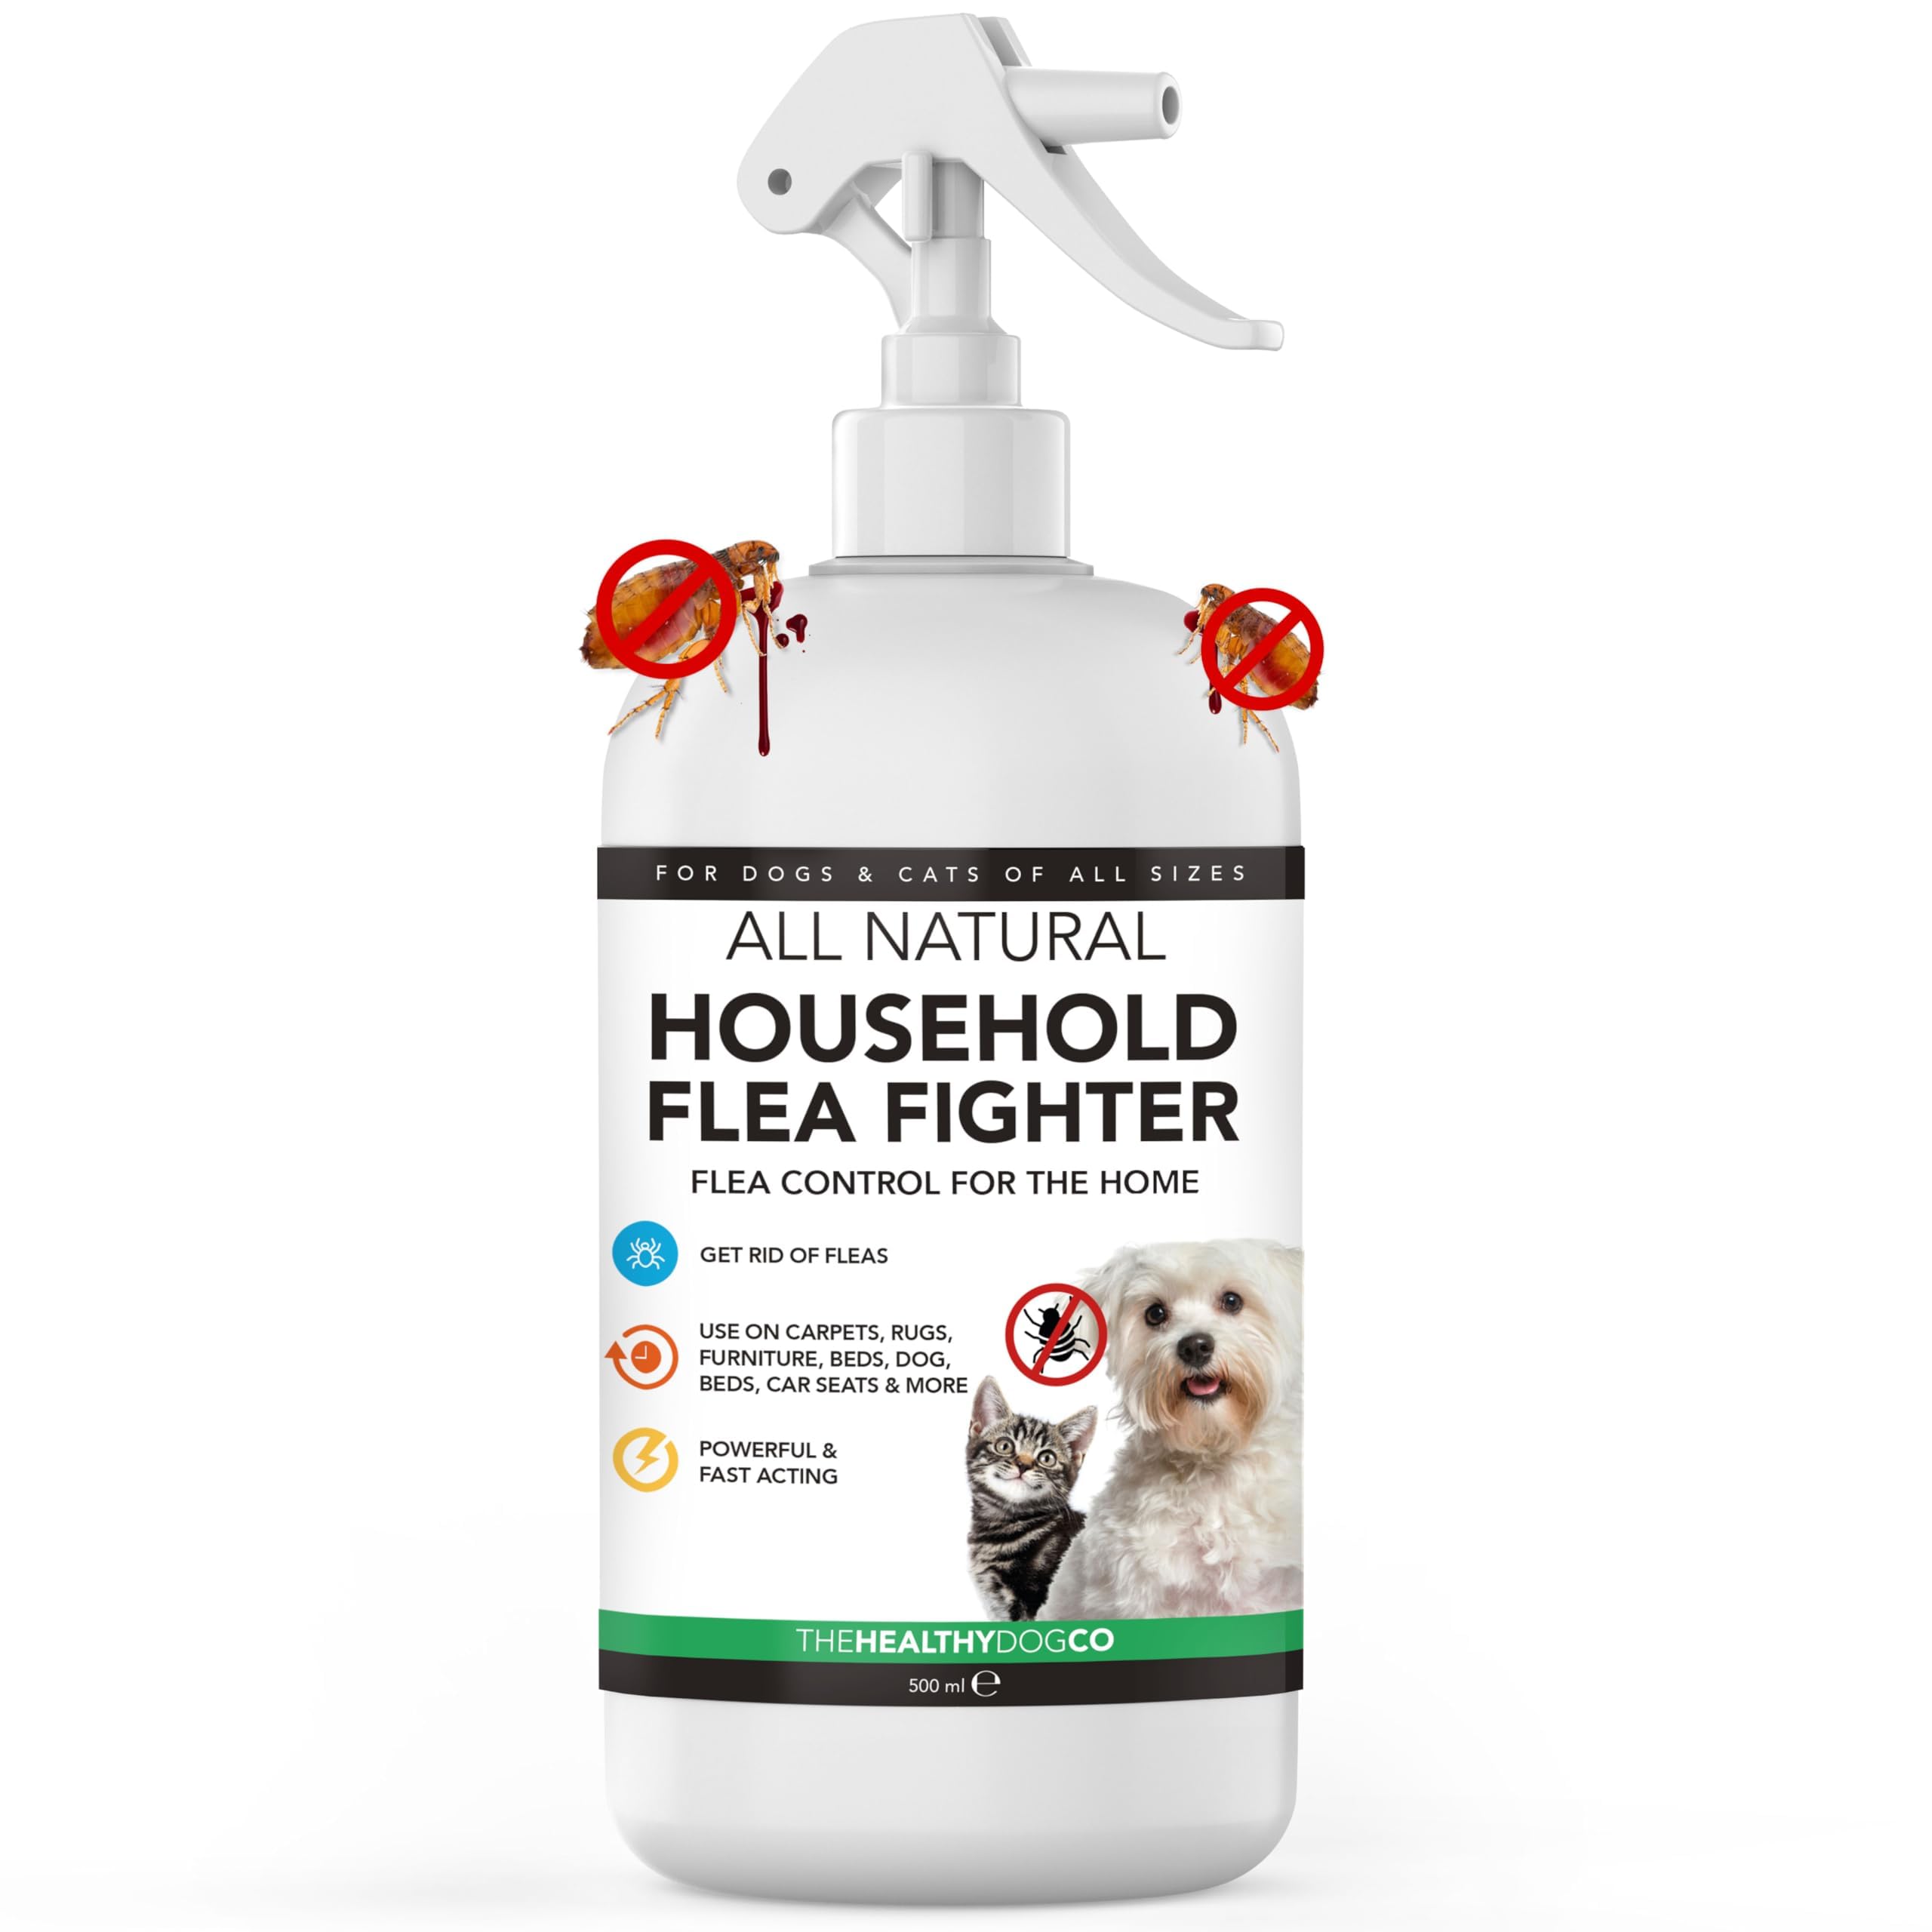 FOR DOGS & CATS OF ALL SIZES
ALL NATURAL
HOUSEHOLD
FLEA FIGHTER
FLEA CONTROL FOR THE HOME
GET RID OF FLEAS
USE ON CARPETS, RUGS,
FURNITURE, BEDS, DOG,
BEDS, CAR SEATS & MORE
POWERFUL &
FAST ACTING
THEHEALTHYDOGCO
500 ml ℮